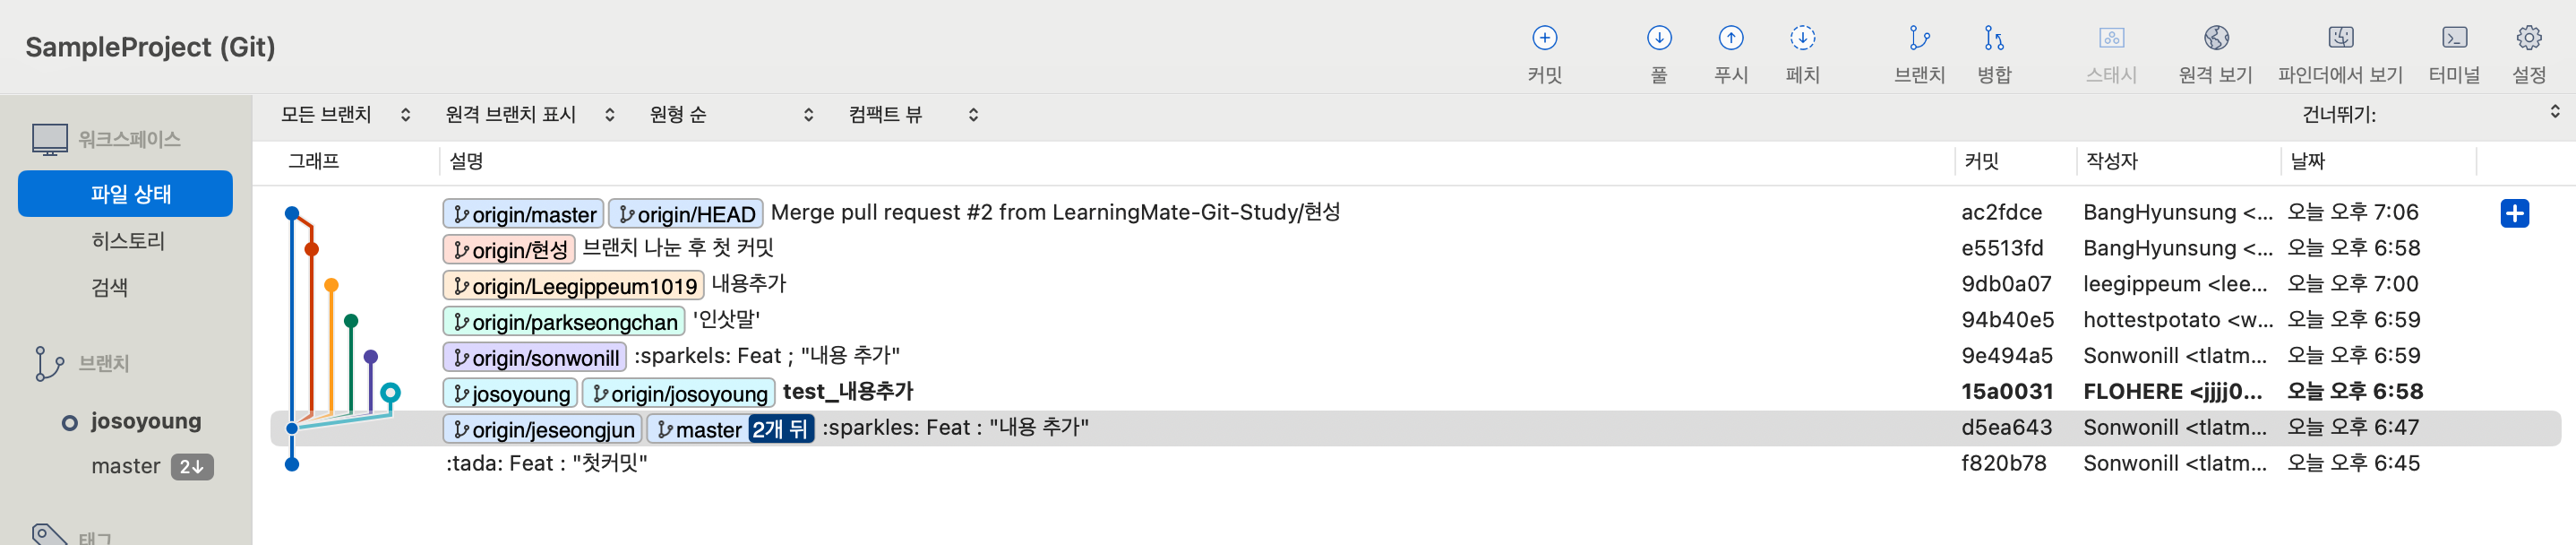 SampleProject (Git)
커밋 풀 푸시 페치 브랜치 병합 스태시 원격 보기 파인더에서 보기 터미널 설정
워크스페이스
파일 상태
히스토리
검색
브랜치
josoyoung
master 2↓
태그
모든 브랜치 원격 브랜치 표시 원형 순 컴팩트 뷰 건너뛰기:
그래프 설명 커밋 작성자 날짜
origin/master origin/HEAD Merge pull request #2 from LearningMate-Git-Study/현성 ac2fdce BangHyunsung <... 오늘 오후 7:06
origin/현성 브랜치 나눈 후 첫 커밋 e5513fd BangHyunsung <... 오늘 오후 6:58
origin/Leegippeum1019 내용추가 9db0a07 leegippeum <lee... 오늘 오후 7:00
origin/parkseongchan '인삿말' 94b40e5 hottestpotato <w... 오늘 오후 6:59
origin/sonwonill :sparkels: Feat ; "내용 추가" 9e494a5 Sonwonill <tlatm... 오늘 오후 6:59
josoyoung origin/josoyoung test_내용추가 15a0031 FLOHERE <jjjj0... 오늘 오후 6:58
origin/jeseongjun master 2개 뒤 :sparkles: Feat : "내용 추가" d5ea643 Sonwonill <tlatm... 오늘 오후 6:47
:tada: Feat : "첫커밋" f820b78 Sonwonill <tlatm... 오늘 오후 6:45